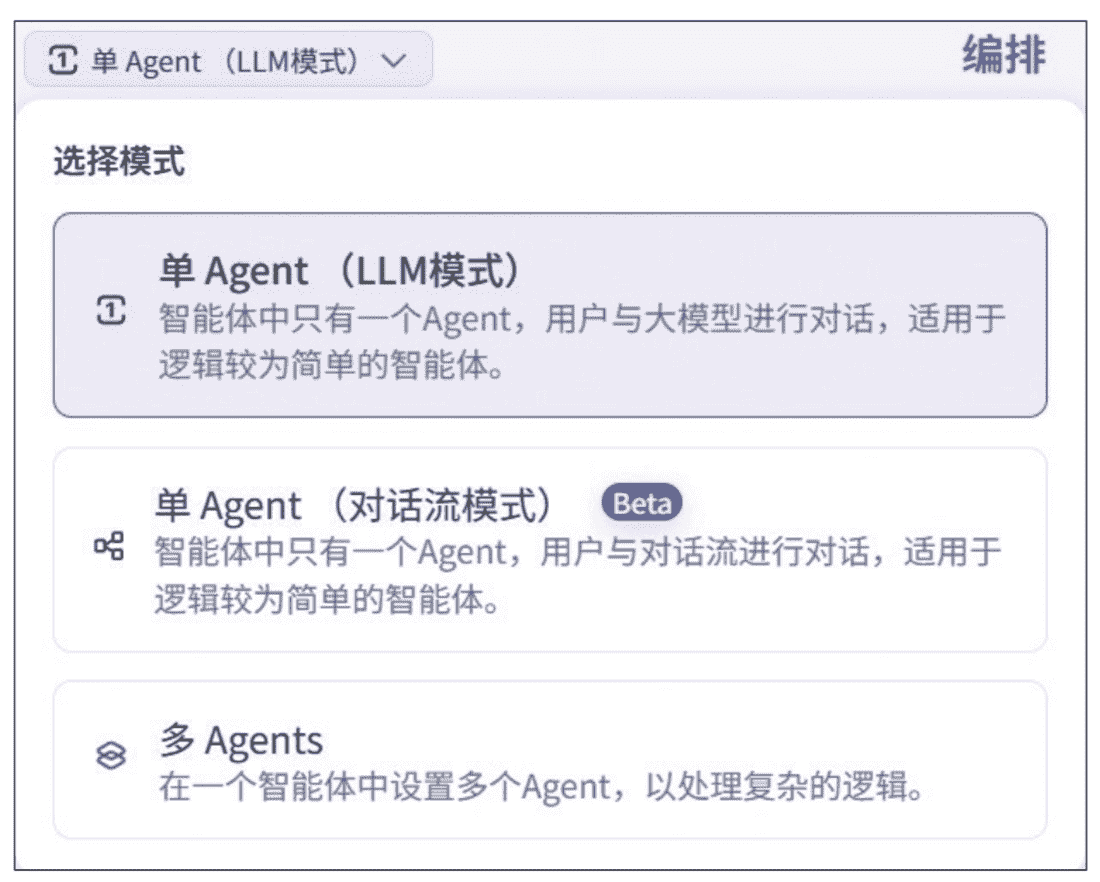 单 Agent （LLM模式）
编排
选择模式
单 Agent （LLM模式）
智能体中只有一个Agent，用户与大模型进行对话，适用于
逻辑较为简单的智能体。
单 Agent （对话流模式） Beta
智能体中只有一个Agent，用户与对话流进行对话，适用于
逻辑较为简单的智能体。
多 Agents
在一个智能体中设置多个Agent，以处理复杂的逻辑。